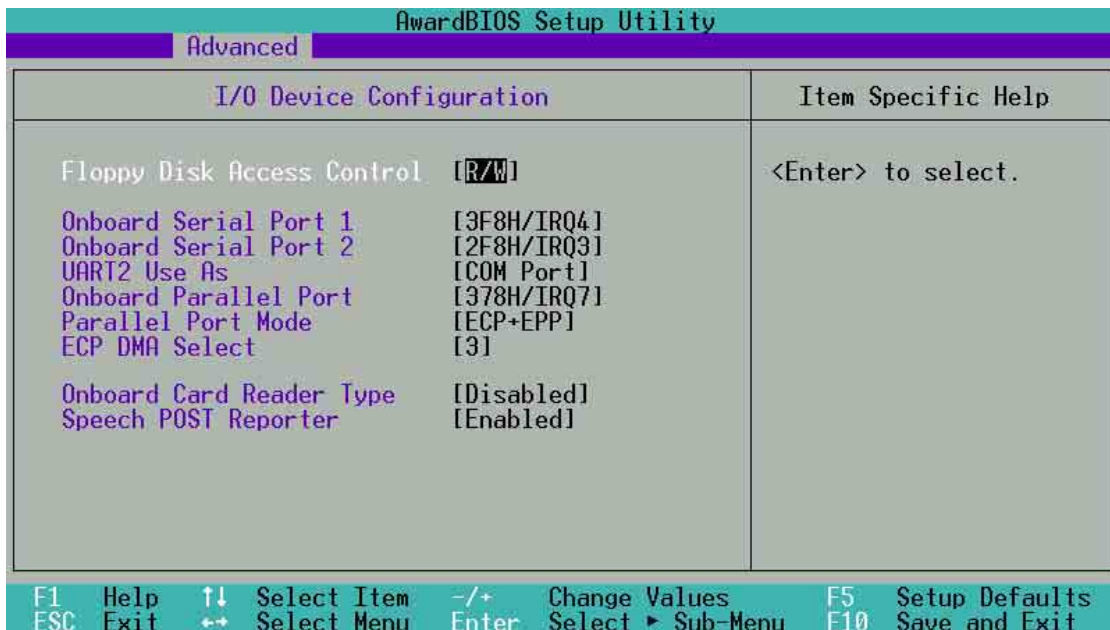 AwardBIOS Setup Utility
Advanced
I/O Device Configuration
Item Specific Help
Floppy Disk Access Control [R/W]
<Enter> to select.
Onboard Serial Port 1 [3F8H/IRQ4]
Onboard Serial Port 2 [2F8H/IRQ3]
UART2 Use As [COM Port]
Onboard Parallel Port [378H/IRQ7]
Parallel Port Mode [ECP+EPP]
ECP DMA Select [3]
Onboard Card Reader Type [Disabled]
Speech POST Reporter [Enabled]
F1 Help ↑↓ Select Item -/+ Change Values F5 Setup Defaults
ESC Exit ←→ Select Menu Enter Select ► Sub-Menu F10 Save and Exit